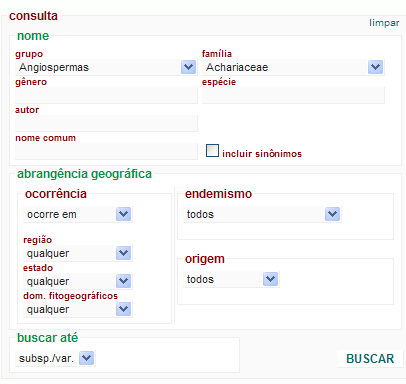 consulta
limpar
nome
grupo família
Angiospermas Achariaceae
gênero espécie
autor
nome comum
incluir sinônimos
abrangência geográfica
ocorrência endemismo
ocorre em todos
região
qualquer
estado origem
qualquer todos
dom. fitogeográficos
qualquer
buscar até
subsp./var. BUSCAR